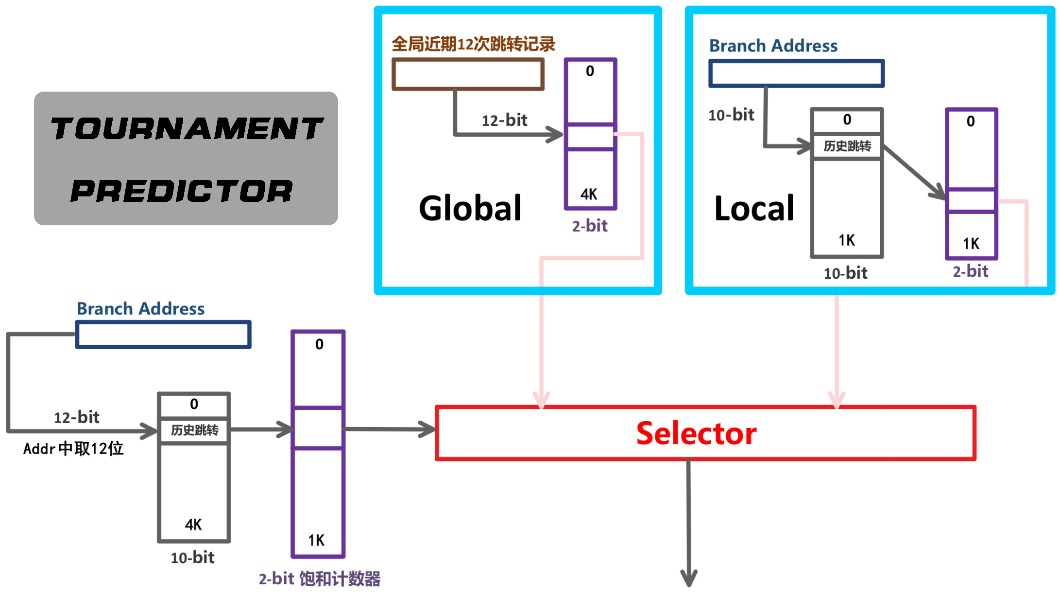 TOURNAMENT
PREDICTOR
全局近期12次跳转记录
12-bit
0
4K
2-bit
Global
Branch Address
10-bit
0
历史跳转
1K
10-bit
0
1K
2-bit
Local
Branch Address
12-bit
Addr中取12位
0
历史跳转
4K
10-bit
0
1K
2-bit 饱和计数器
Selector